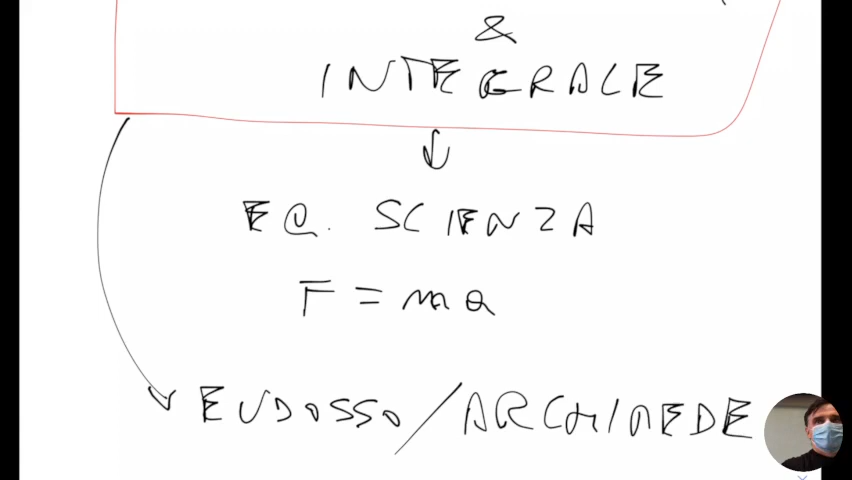 &
INTEGRALE
EQ. SCIENZA
F = ma
EUDOSSO/ARCHIMEDE